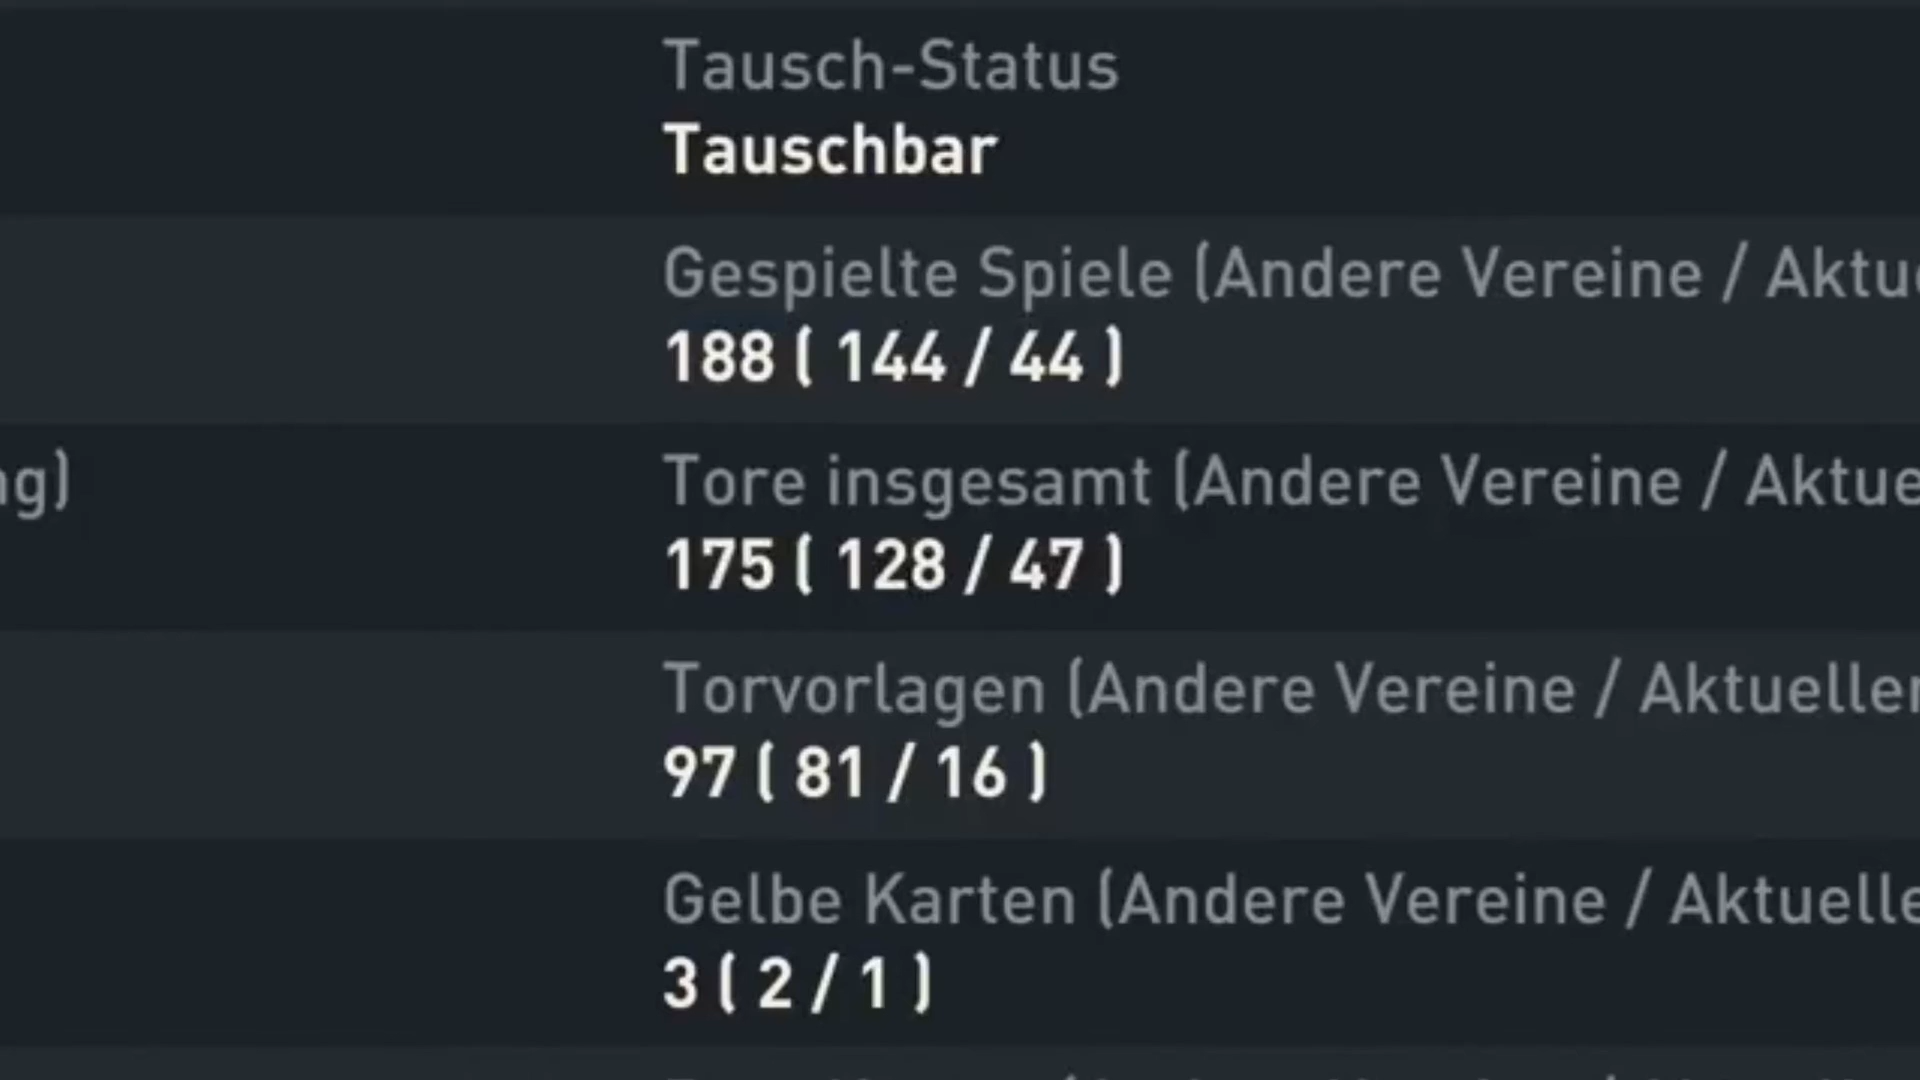 Tausch-Status
Tauschbar
Gespielte Spiele (Andere Vereine / Aktue
188 ( 144 / 44 )
ng)
Tore insgesamt (Andere Vereine / Aktue
175 ( 128 / 47 )
Torvorlagen (Andere Vereine / Aktueller
97 ( 81 / 16 )
Gelbe Karten (Andere Vereine / Aktuelle
3 ( 2 / 1 )